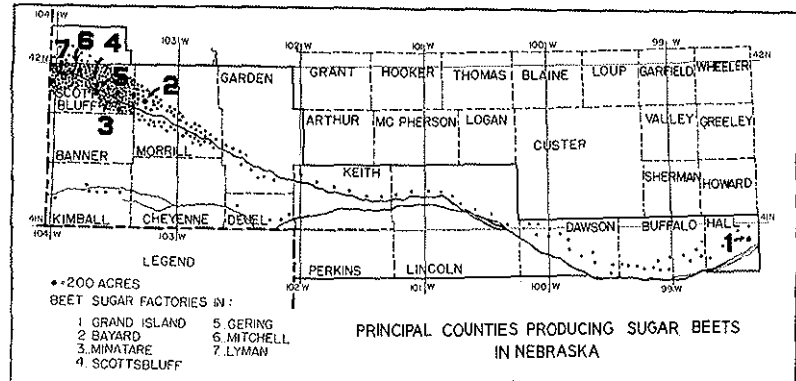 104°W
103°W
102°W
101°W
100°W
99°W
42N
42N
7 6 4
5
2
3
SCOTTS BLUFF
GARDEN
GRANT
HOOKER
THOMAS
BLAINE
LOUP
GARFIELD
WHEELER
ARTHUR
MC PHERSON
LOGAN
CUSTER
VALLEY
GREELEY
BANNER
MORRILL
KEITH
SHERMAN
HOWARD
41N
KIMBALL
CHEYENNE
DEUEL
DAWSON
BUFFALO
HALL
41N
1
104°W
103°W
PERKINS
LINCOLN
102°W
101°W
100°W
99°W
LEGEND
•=200 ACRES
BEET SUGAR FACTORIES IN:
1 GRAND ISLAND
2 BAYARD
3. MINATARE
4. SCOTTSBLUFF
5. GERING
6. MITCHELL
7. LYMAN
PRINCIPAL COUNTIES PRODUCING SUGAR BEETS
IN NEBRASKA